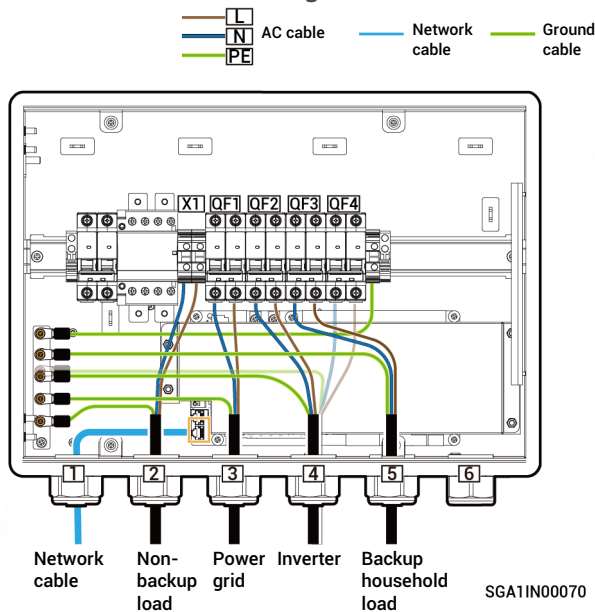 L
N
PE
AC cable
Network
cable
Ground
cable
X1 QF1 QF2 QF3 QF4
1 2 3 4 5 6
Network
cable
Non-
backup
load
Power
grid
Inverter
Backup
household
load
SGA1IN00070